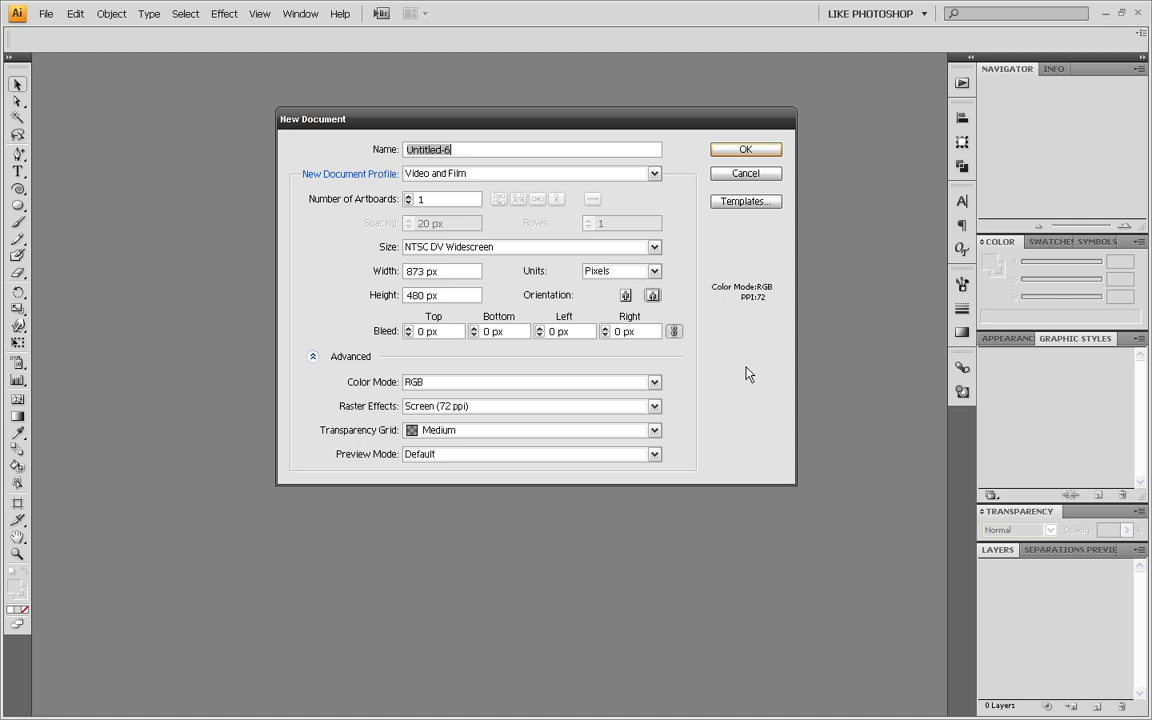 Ai File Edit Object Type Select Effect View Window Help Br LIKE PHOTOSHOP
NAVIGATOR INFO
New Document
Name: Untitled-6 OK
New Document Profile: Video and Film Cancel
Number of Artboards: 1 Templates...
Spacing: 20 px Rows: 1
Size: NTSC DV Widescreen
Width: 873 px Units: Pixels
Height: 480 px Orientation:
Color Mode:RGB
PPI:72
Top Bottom Left Right
Bleed: 0 px 0 px 0 px 0 px
Advanced
Color Mode: RGB
Raster Effects: Screen (72 ppi)
Transparency Grid: Medium
Preview Mode: Default
COLOR SWATCHES SYMBOLS
R
G
B
APPEARANC GRAPHIC STYLES
TRANSPARENCY
Normal Opacity: %
LAYERS SEPARATIONS PREVIE
0 Layers